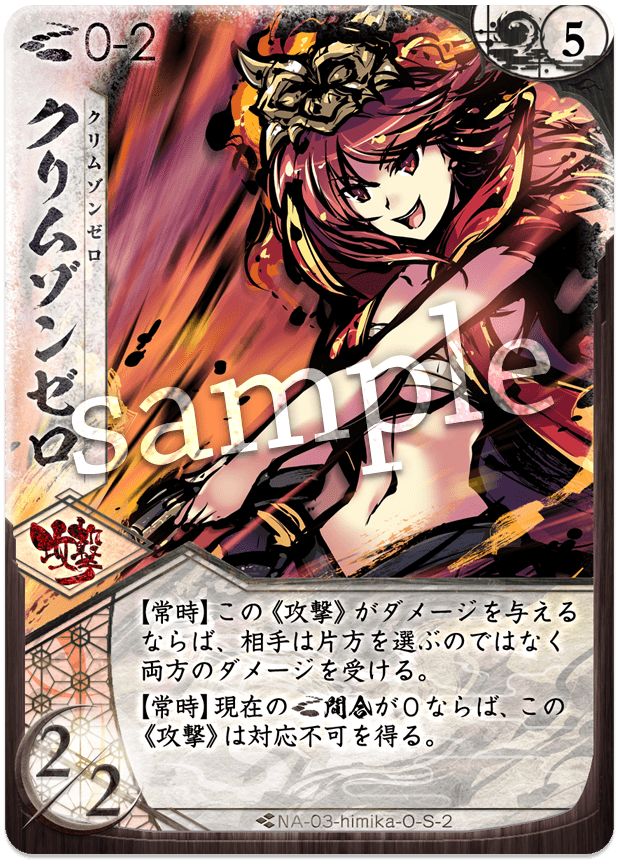 0-2
5
クリムゾンゼロ
クリムゾンゼロ
sample
攻撃
【常時】この《攻撃》がダメージを与える
ならば、相手は片方を選ぶのではなく
両方のダメージを受ける。
【常時】現在の間合が0ならば、この
《攻撃》は対応不可を得る。
2/2
NA-03-himika-O-S-2